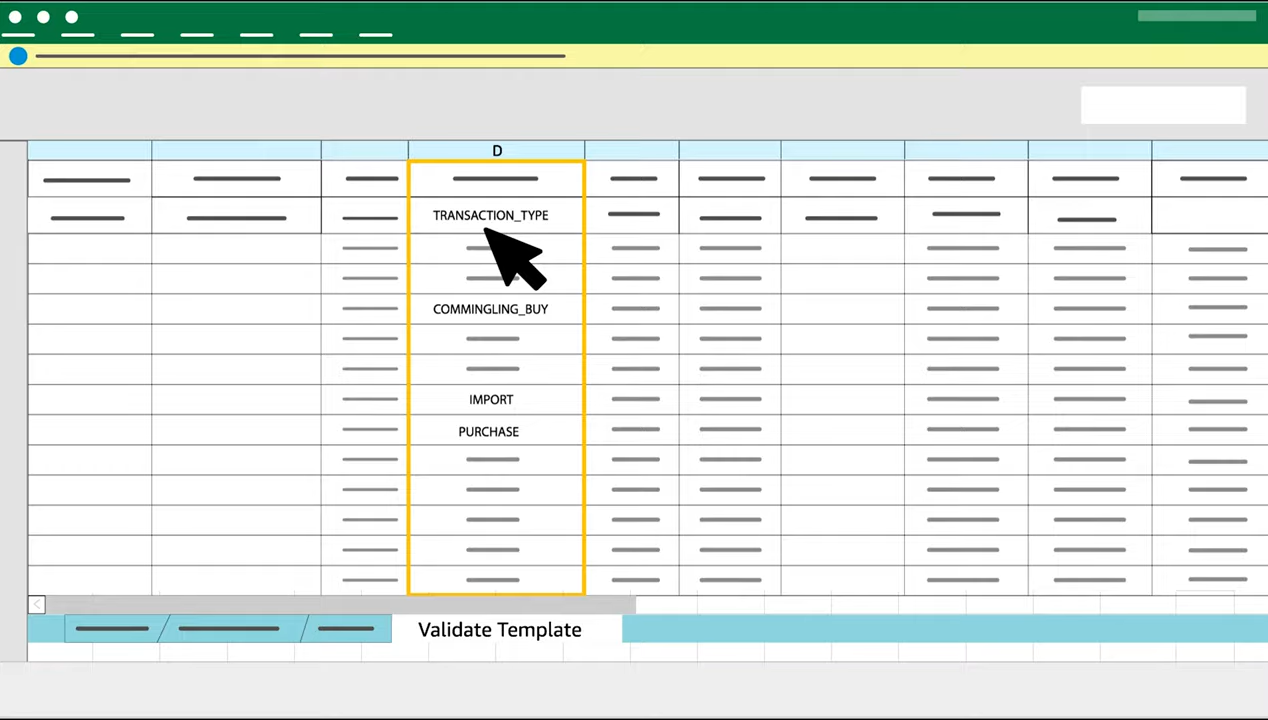 D
TRANSACTION_TYPE
COMMINGLING_BUY
IMPORT
PURCHASE
Validate Template